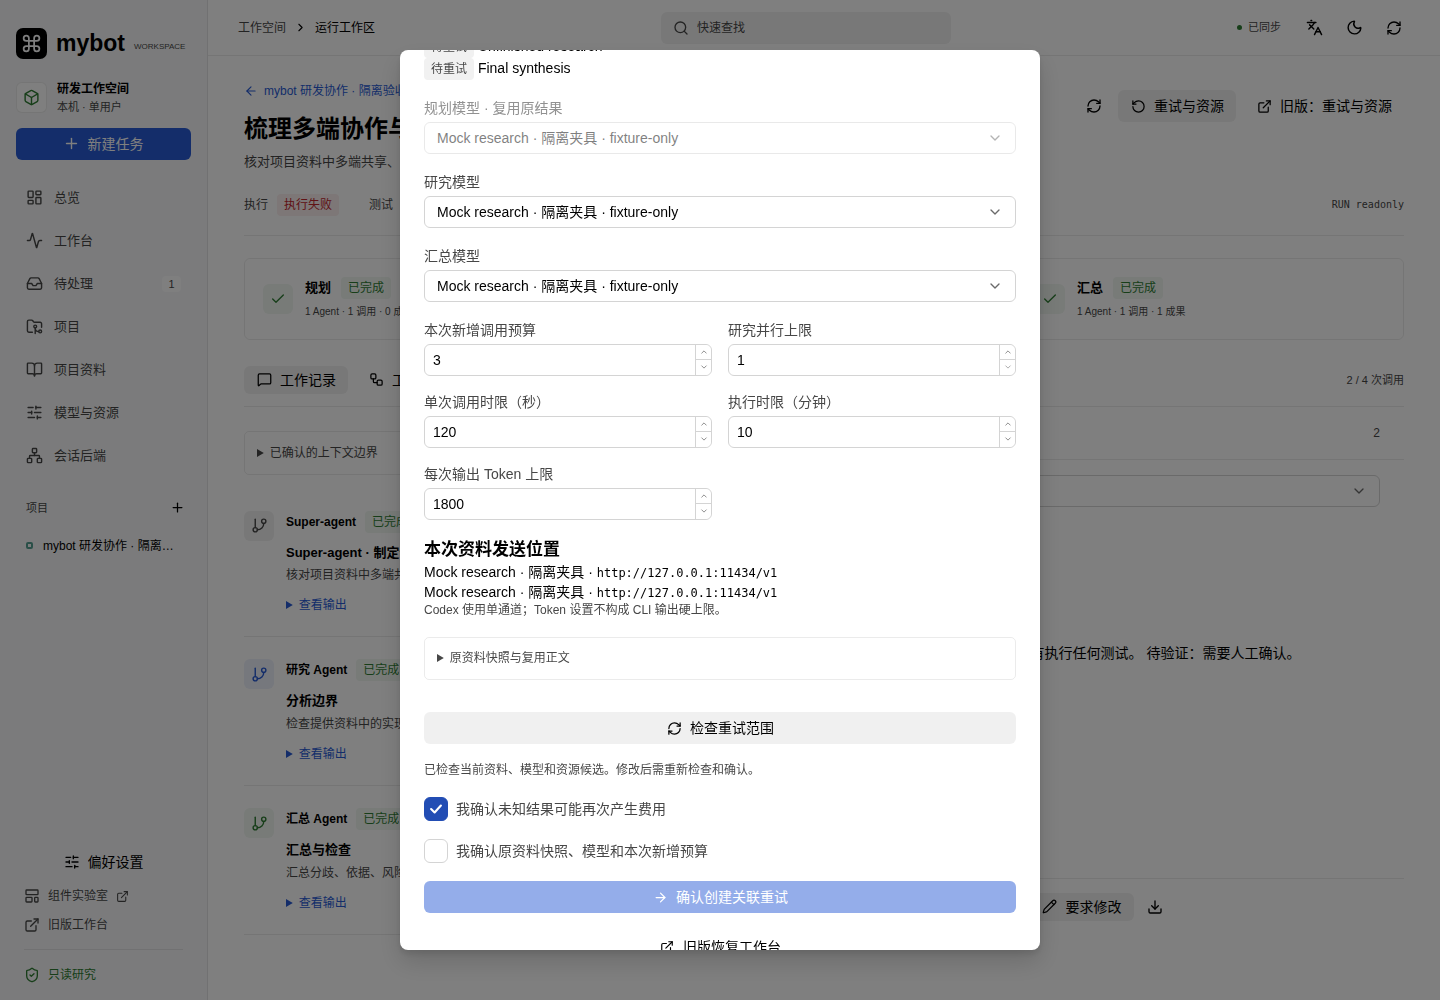 mybot WORKSPACE
研发工作空间
本机 · 单用户
新建任务
总览
工作台
待处理 1
项目
项目资料
模型与资源
会话后端
项目
mybot 研发协作 · 隔离…
偏好设置
组件实验室
旧版工作台
只读研究
工作空间 运行工作区
快速查找
已同步
mybot 研发协作 · 隔离验收
重试与资源
旧版：重试与资源
梳理多端协作与
核对项目资料中多端共享、
执行 执行失败 测试
RUN readonly
规划 已完成
1 Agent · 1 调用 · 0 成
汇总 已完成
1 Agent · 1 调用 · 1 成果
工作记录
2 / 4 次调用
已确认的上下文边界
2
Super-agent 已完成
Super-agent · 制定
核对项目资料中多端共
查看输出
研究 Agent 已完成
分析边界
检查提供资料中的实现
查看输出
汇总 Agent 已完成
汇总与检查
汇总分歧、依据、风险
查看输出
有执行任何测试。 待验证：需要人工确认。
要求修改
待重试 Unfinished research
待重试 Final synthesis
规划模型 · 复用原结果
Mock research · 隔离夹具 · fixture-only
研究模型
Mock research · 隔离夹具 · fixture-only
汇总模型
Mock research · 隔离夹具 · fixture-only
本次新增调用预算 研究并行上限
3 1
单次调用时限（秒） 执行时限（分钟）
120 10
每次输出 Token 上限
1800
本次资料发送位置
Mock research · 隔离夹具 · http://127.0.0.1:11434/v1
Mock research · 隔离夹具 · http://127.0.0.1:11434/v1
Codex 使用单通道；Token 设置不构成 CLI 输出硬上限。
原资料快照与复用正文
检查重试范围
已检查当前资料、模型和资源候选。修改后需重新检查和确认。
我确认未知结果可能再次产生费用
我确认原资料快照、模型和本次新增预算
确认创建关联重试
旧版恢复工作台